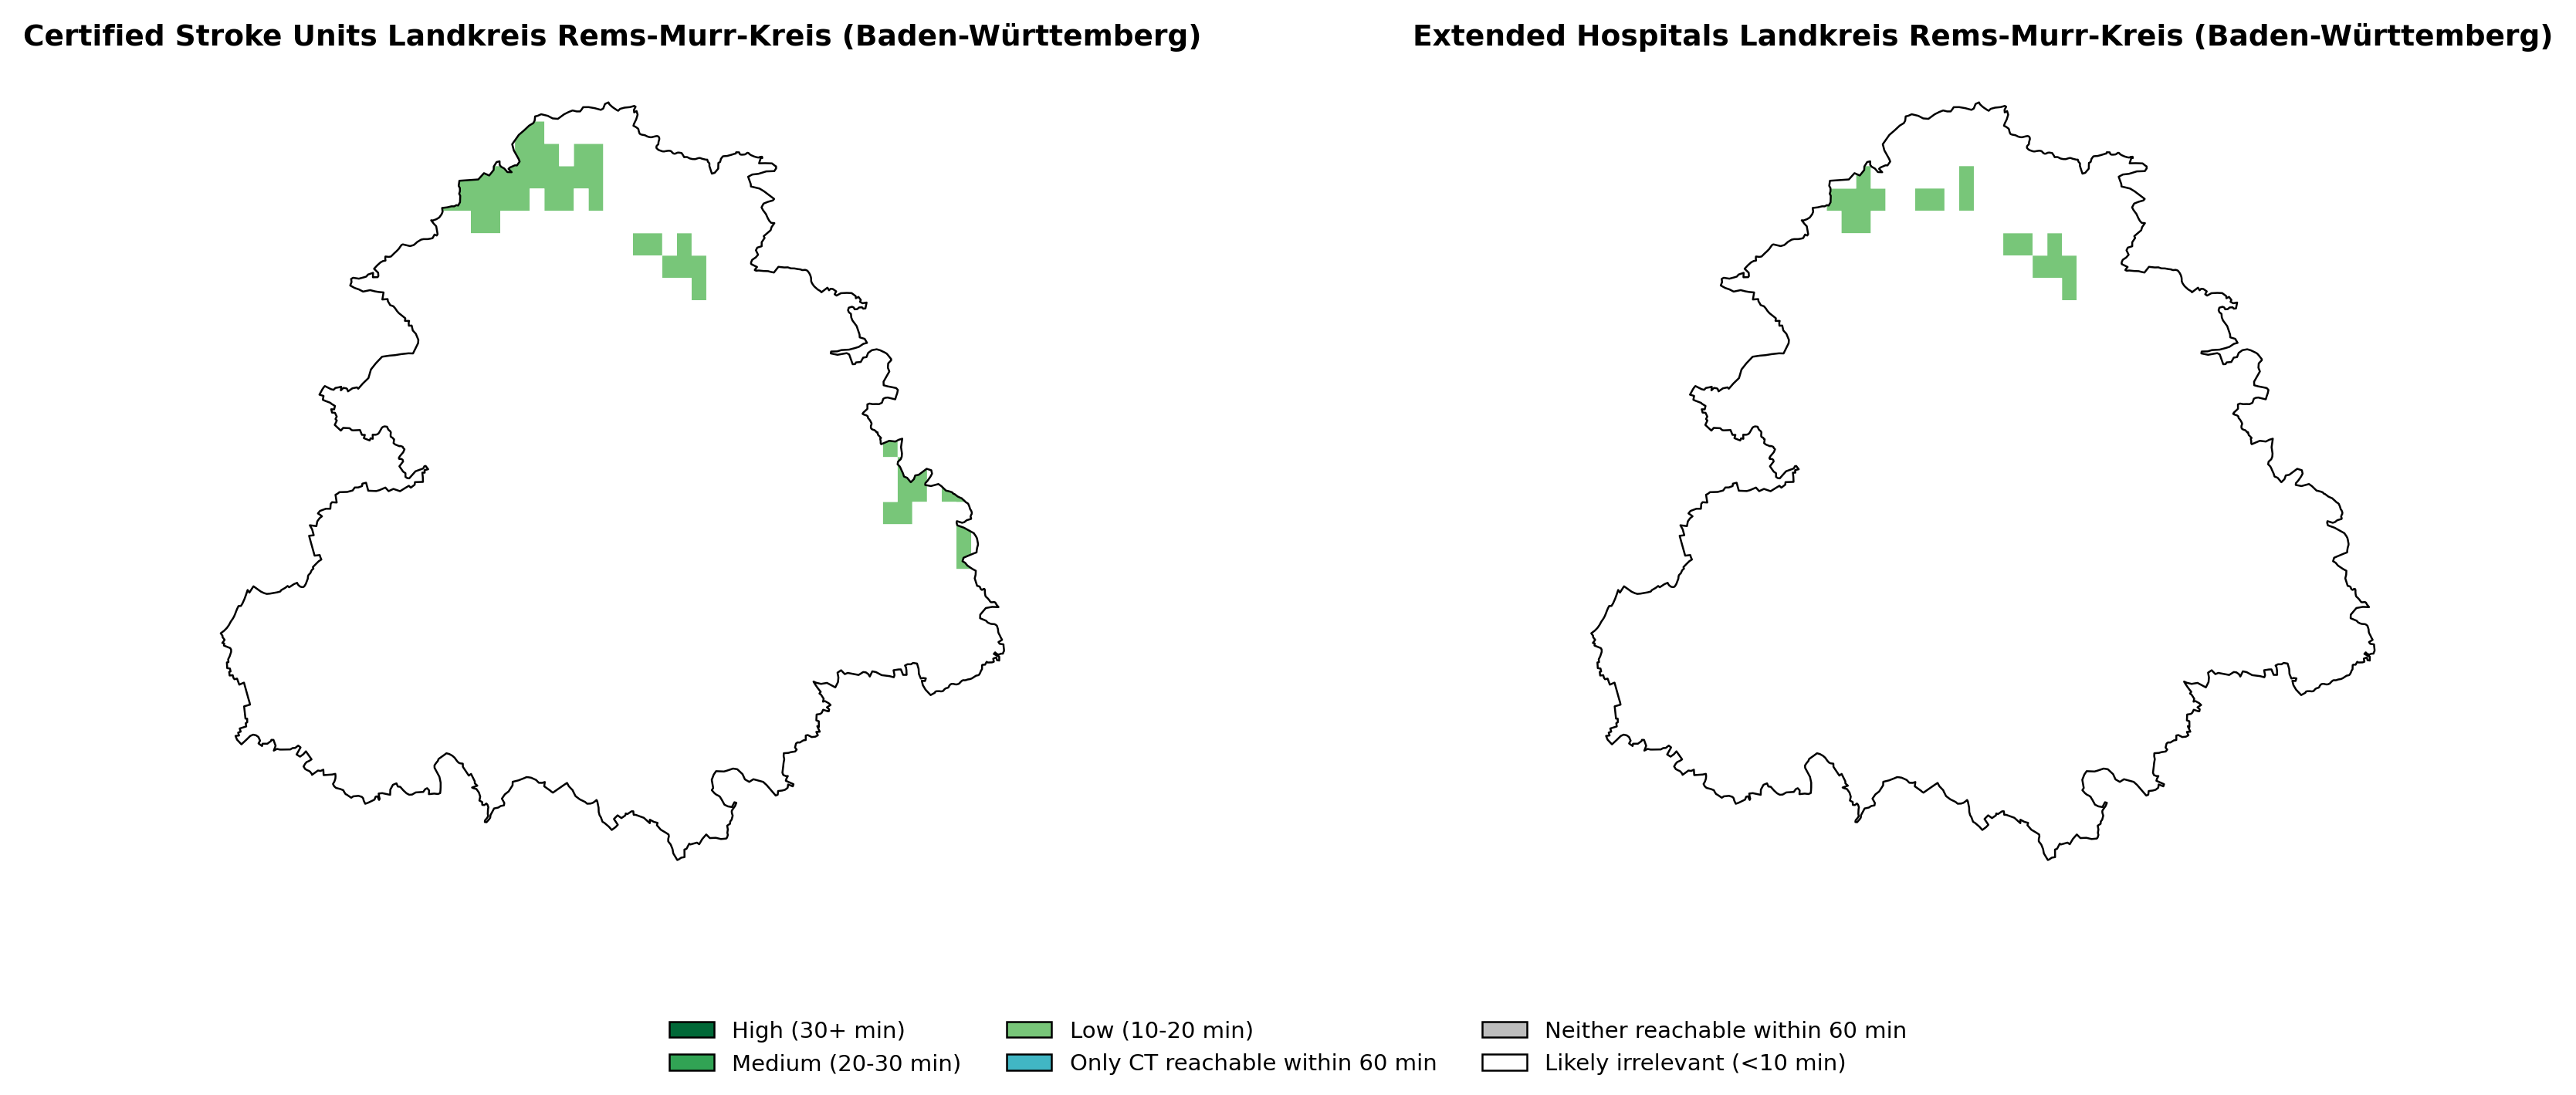 Certified Stroke Units Landkreis Rems-Murr-Kreis (Baden-Württemberg)
Extended Hospitals Landkreis Rems-Murr-Kreis (Baden-Württemberg)
High (30+ min)
Medium (20-30 min)
Low (10-20 min)
Only CT reachable within 60 min
Neither reachable within 60 min
Likely irrelevant (<10 min)